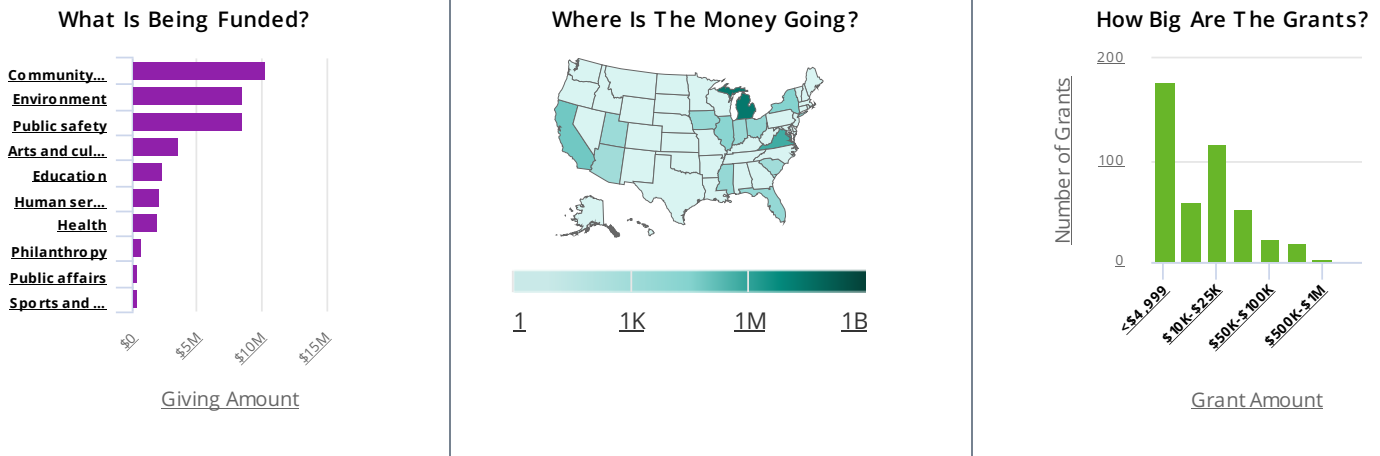 What Is Being Funded?
Community...
Environment
Public safety
Arts and cul...
Education
Human ser...
Health
Philanthropy
Public affairs
Sports and ...
$0
$5M
$10M
$15M
Giving Amount
Where Is The Money Going?
1
1K
1M
1B
How Big Are The Grants?
Number of Grants
200
100
0
<$4,999
$10K-$25K
$50K-$100K
$500K-$1M
Grant Amount